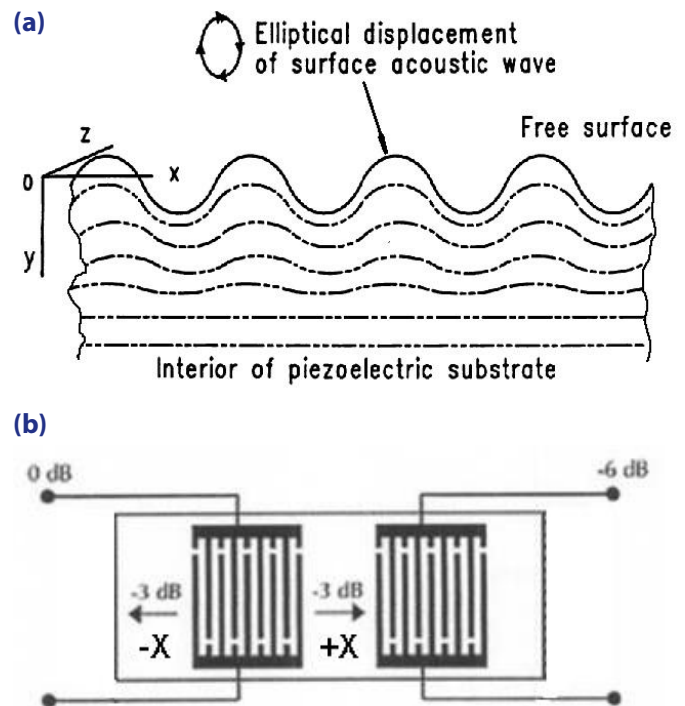 (a)
Elliptical displacement
of surface acoustic wave
Free surface
z
o
x
y
Interior of piezoelectric substrate
(b)
0 dB
-6 dB
-3 dB
-3 dB
-X
+X